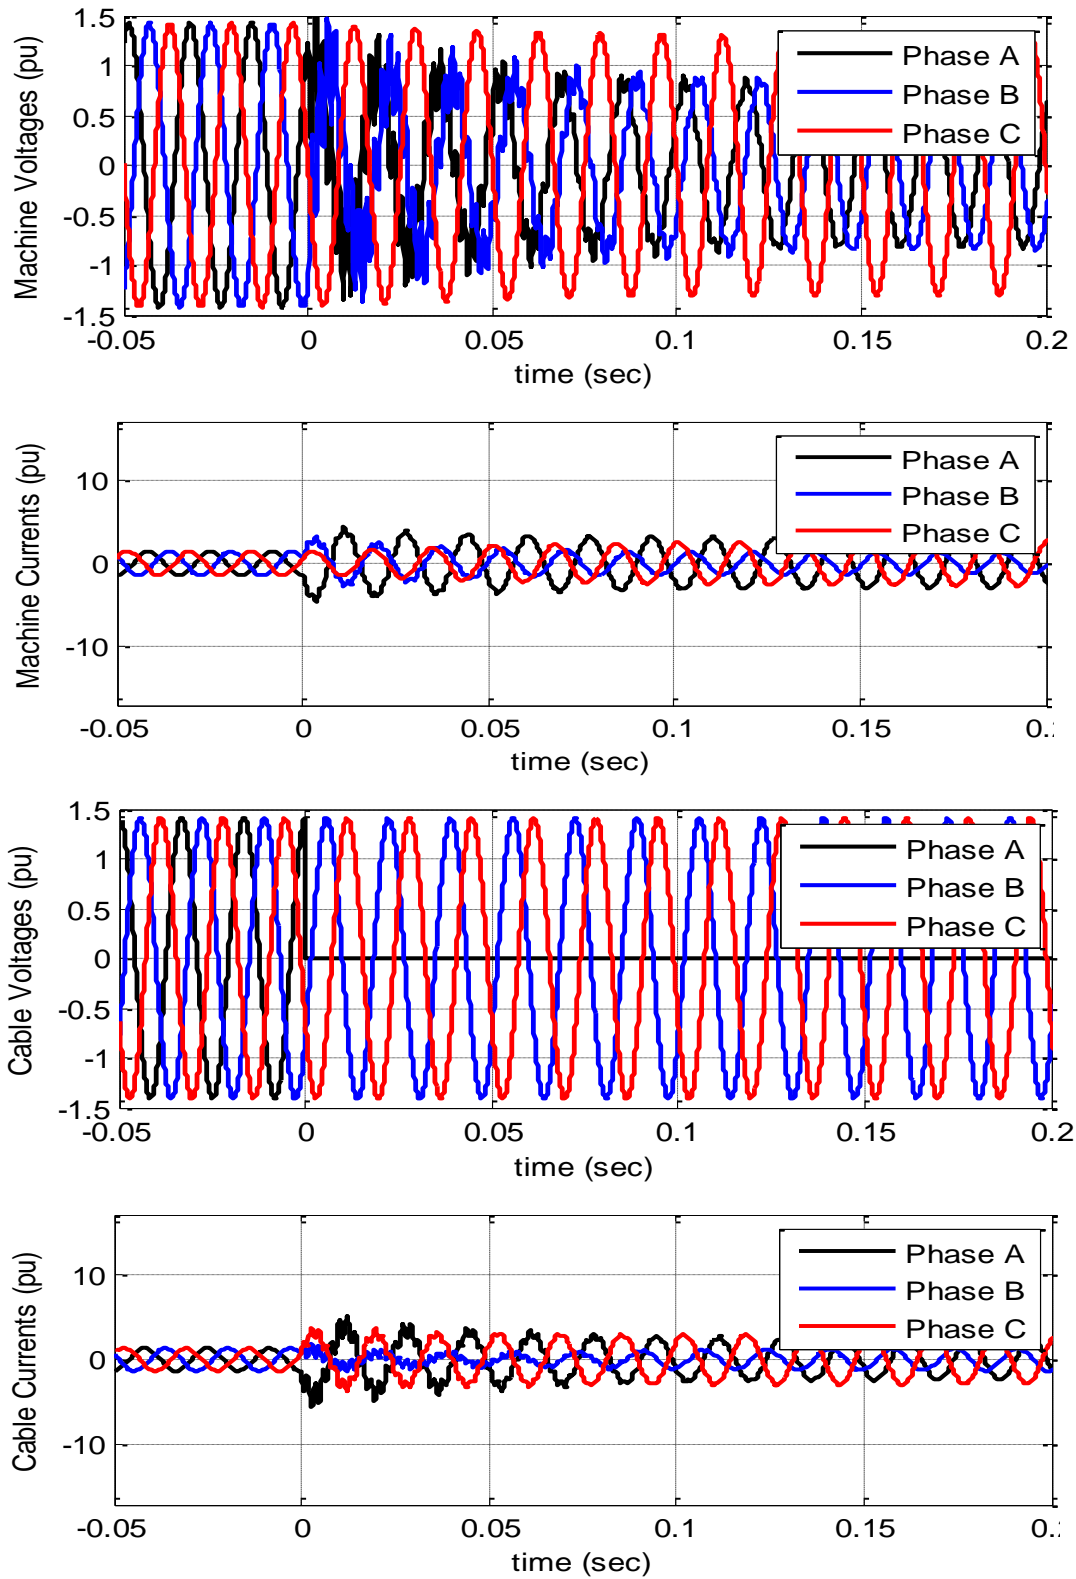 Machine Voltages (pu)
1.5
1
0.5
0
-0.5
-1
-1.5
Phase A
Phase B
Phase C
-0.05 0 0.05 0.1 0.15 0.2
time (sec)
Machine Currents (pu)
10
0
-10
Phase A
Phase B
Phase C
-0.05 0 0.05 0.1 0.15
time (sec)
Cable Voltages (pu)
1.5
1
0.5
0
-0.5
-1
-1.5
Phase A
Phase B
Phase C
-0.05 0 0.05 0.1 0.15 0.2
time (sec)
Cable Currents (pu)
10
0
-10
Phase A
Phase B
Phase C
-0.05 0 0.05 0.1 0.15
time (sec)